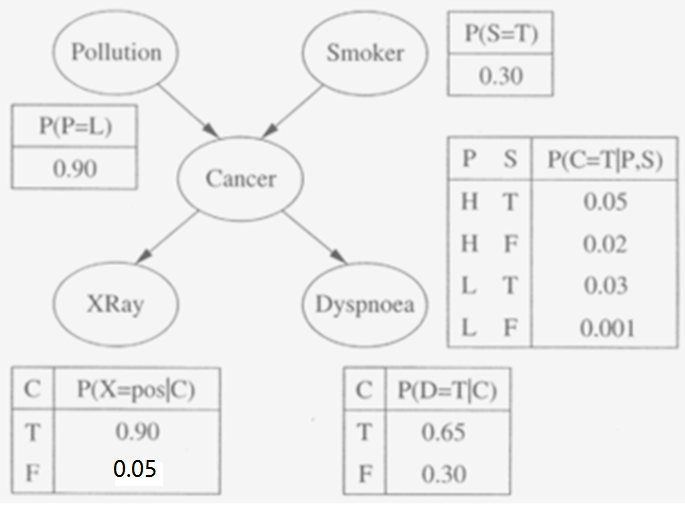 Pollution
Smoker
P(S=T)
0.30
P(P=L)
0.90
Cancer
P S P(C=T|P,S)
H T 0.05
H F 0.02
L T 0.03
L F 0.001
XRay
Dyspnoea
C P(X=pos|C)
T 0.90
F 0.05
C P(D=T|C)
T 0.65
F 0.30